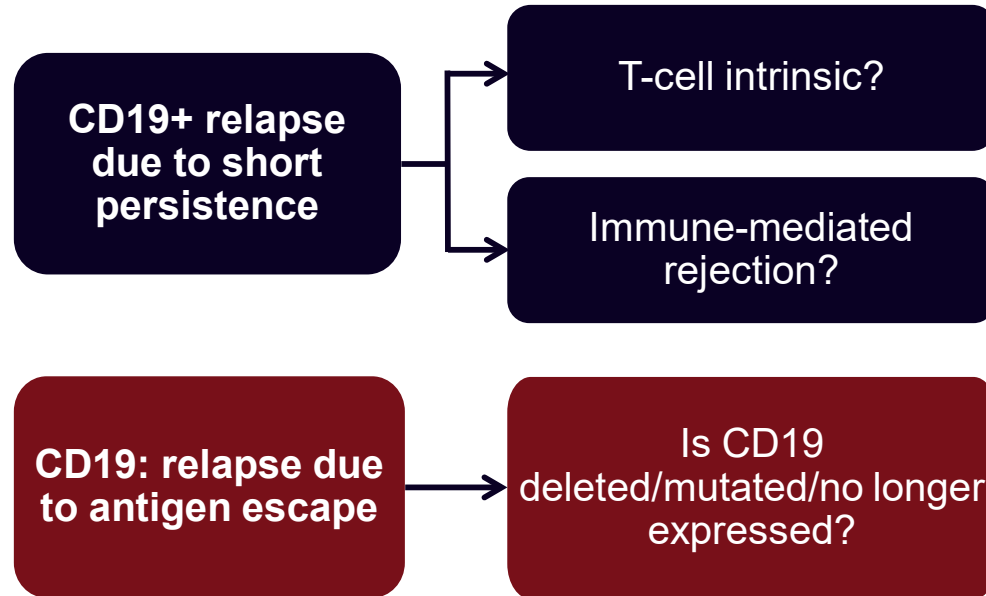 CD19+ relapse
due to short
persistence
T-cell intrinsic?
Immune-mediated
rejection?
CD19: relapse due
to antigen escape
Is CD19
deleted/mutated/no longer
expressed?